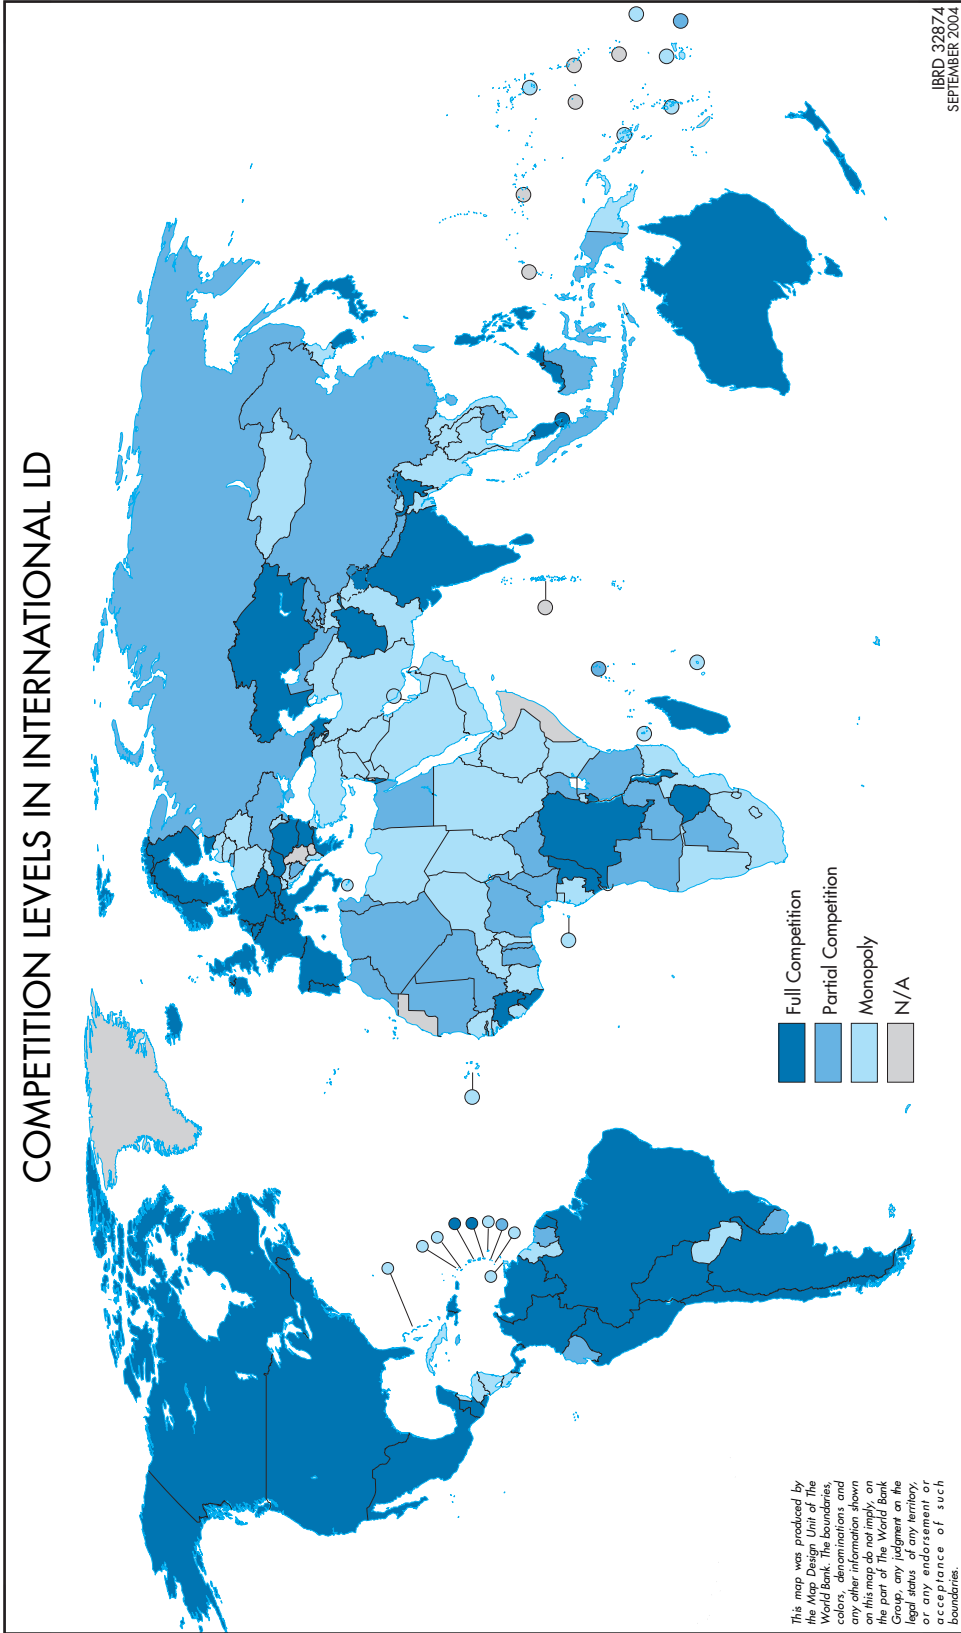 COMPETITION LEVELS IN INTERNATIONAL LD
Full Competition
Partial Competition
Monopoly
N/A
This map was produced by
the Map Design Unit of The
World Bank. The boundaries,
colors, denominations and
any other information shown
on this map do not imply, on
the part of The World Bank
Group, any judgment on the
legal status of any territory,
or any endorsement or
acceptance of such
boundaries.
IBRD 32874
SEPTEMBER 2004